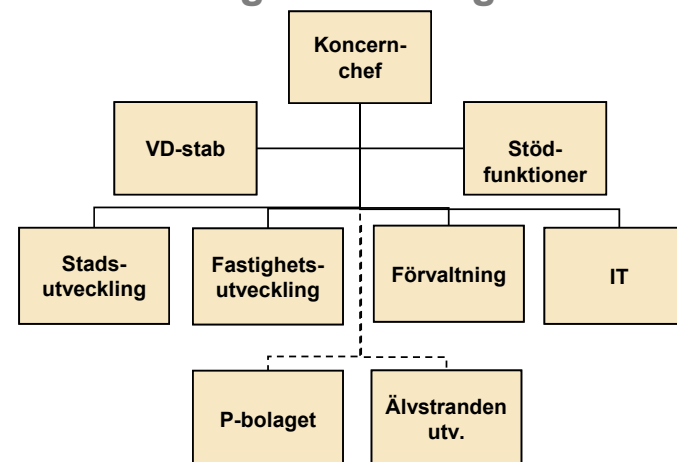 Koncern-
chef
VD-stab
Stöd-
funktioner
Stads-
utveckling
Fastighets-
utveckling
Förvaltning
IT
P-bolaget
Älvstranden
utv.